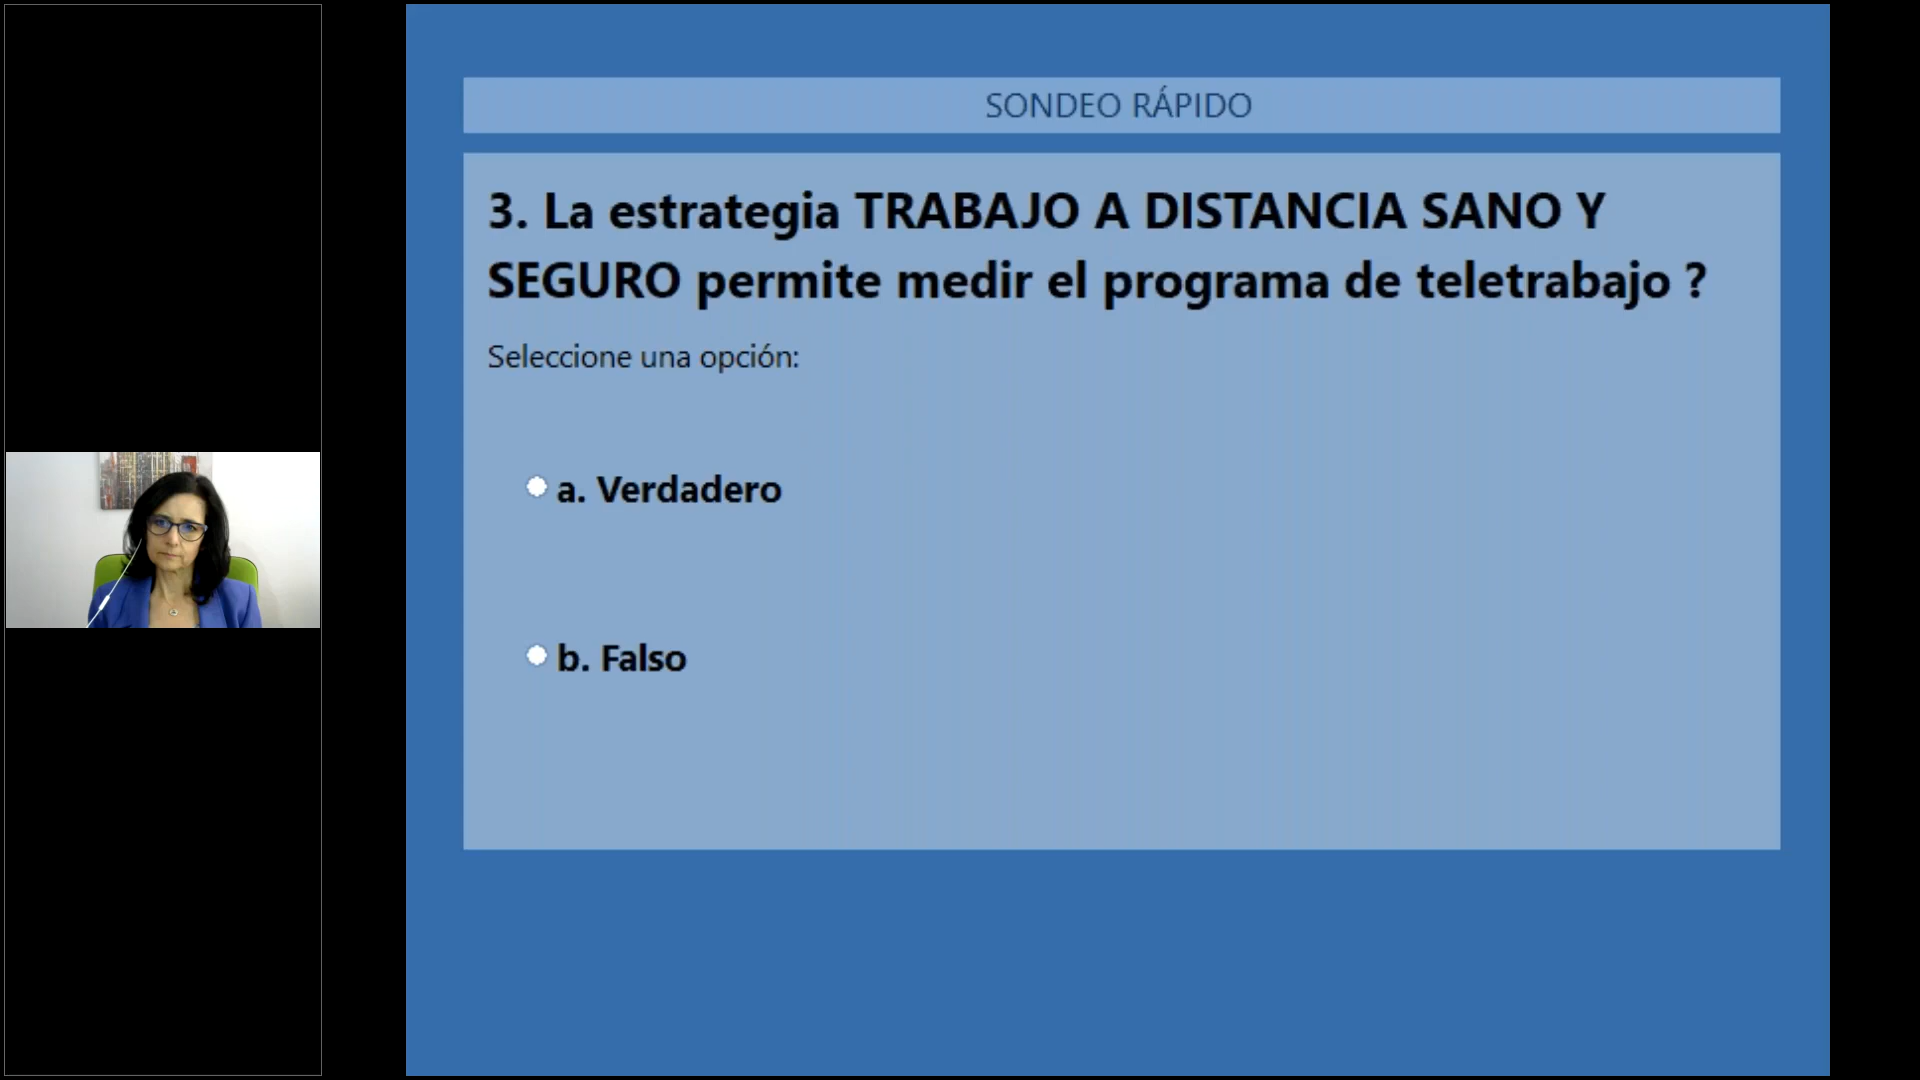 SONDEO RÁPIDO
3. La estrategia TRABAJO A DISTANCIA SANO Y
SEGURO permite medir el programa de teletrabajo ?
Seleccione una opción:
a. Verdadero
b. Falso